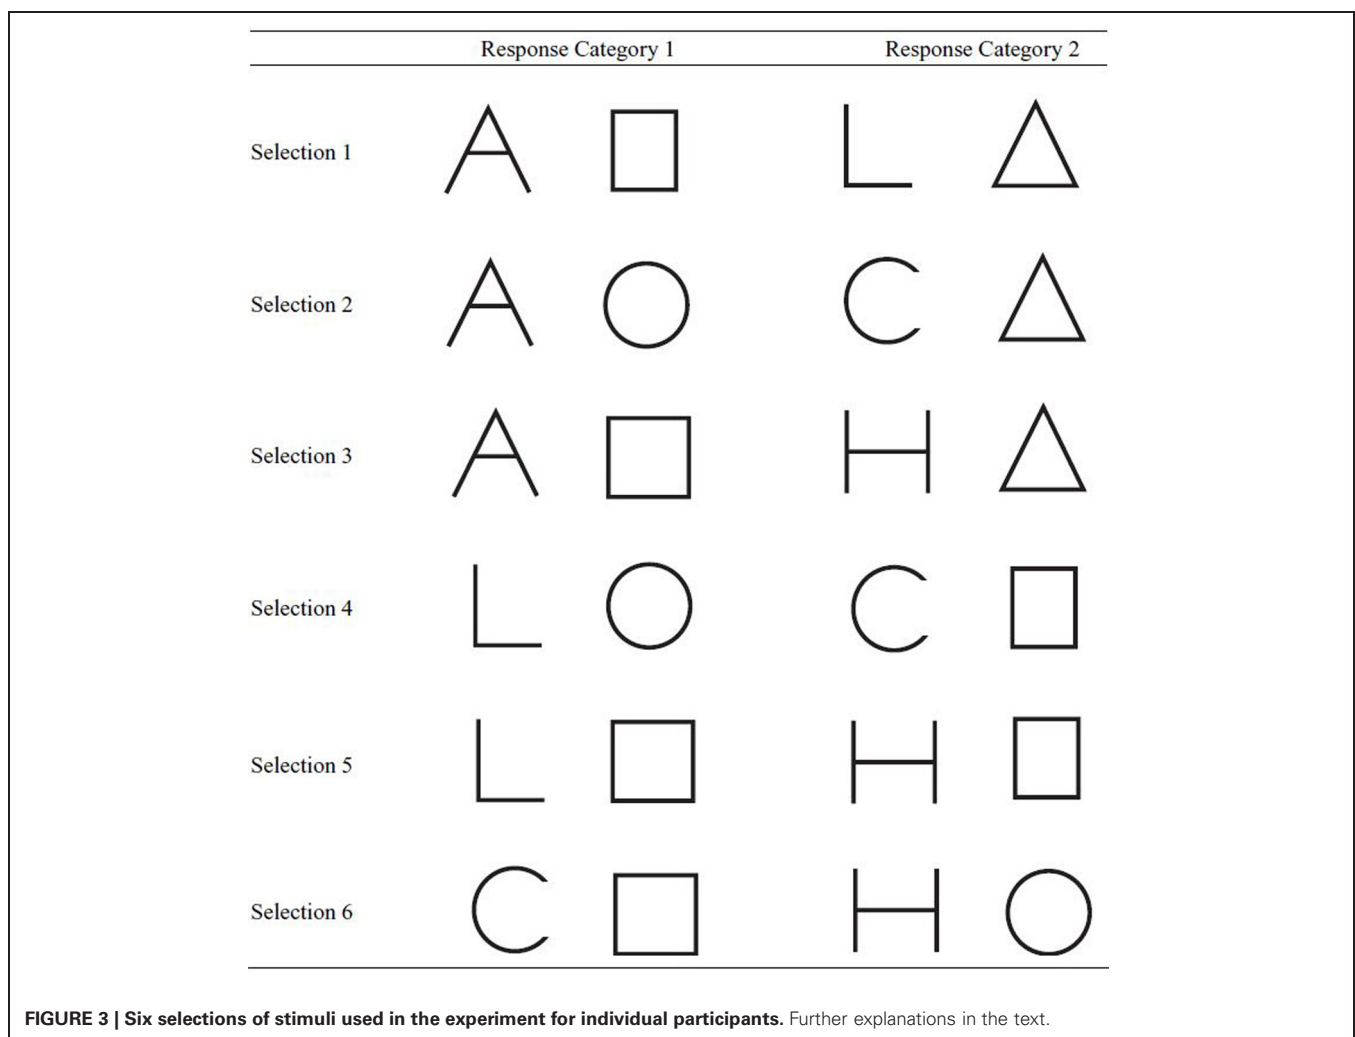 Response Category 1 Response Category 2
Selection 1 A L
Selection 2 A C
Selection 3 A H
Selection 4 L C
Selection 5 L H
Selection 6 C H
FIGURE 3 | Six selections of stimuli used in the experiment for individual participants. Further explanations in the text.